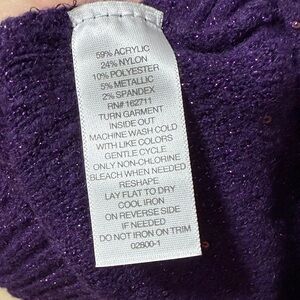 59% ACRYLIC
24% NYLON
10% POLYESTER
5% METALLIC
2% SPANDEX
RN# 162711
TURN GARMENT
INSIDE OUT
MACHINE WASH COLD
WITH LIKE COLORS
GENTLE CYCLE
ONLY NON-CHLORINE
BLEACH WHEN NEEDED
RESHAPE
LAY FLAT TO DRY
COOL IRON
ON REVERSE SIDE
IF NEEDED
DO NOT IRON ON TRIM
02800-1